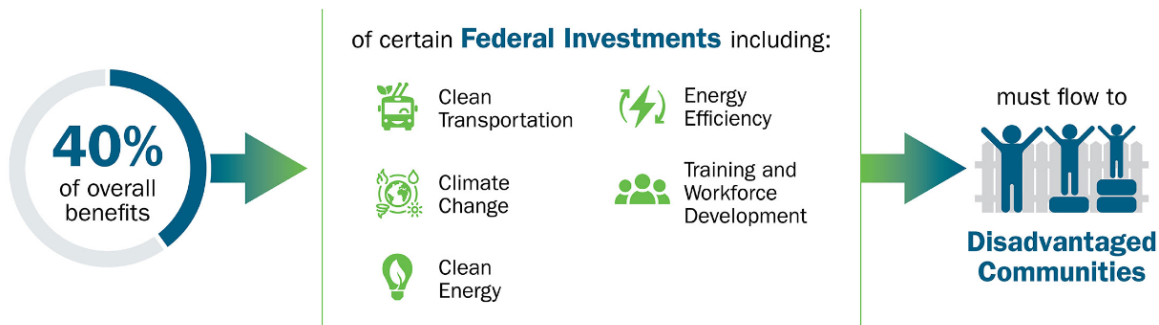 40%
of overall
benefits
of certain Federal Investments including:
Clean
Transportation
Climate
Change
Clean
Energy
Energy
Efficiency
Training and
Workforce
Development
must flow to
Disadvantaged
Communities